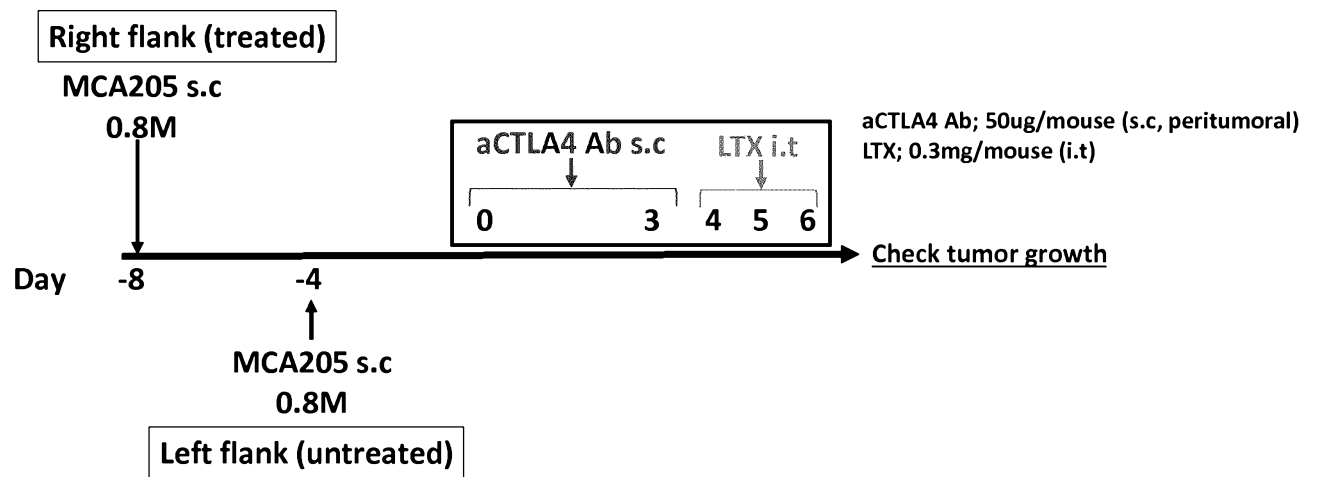 Right flank (treated)
MCA205 s.c
0.8M
aCTLA4 Ab s.c
LTX i.t
aCTLA4 Ab; 50ug/mouse (s.c, peritumoral)
LTX; 0.3mg/mouse (i.t)
0 3 4 5 6
Check tumor growth
Day -8 -4
MCA205 s.c
0.8M
Left flank (untreated)